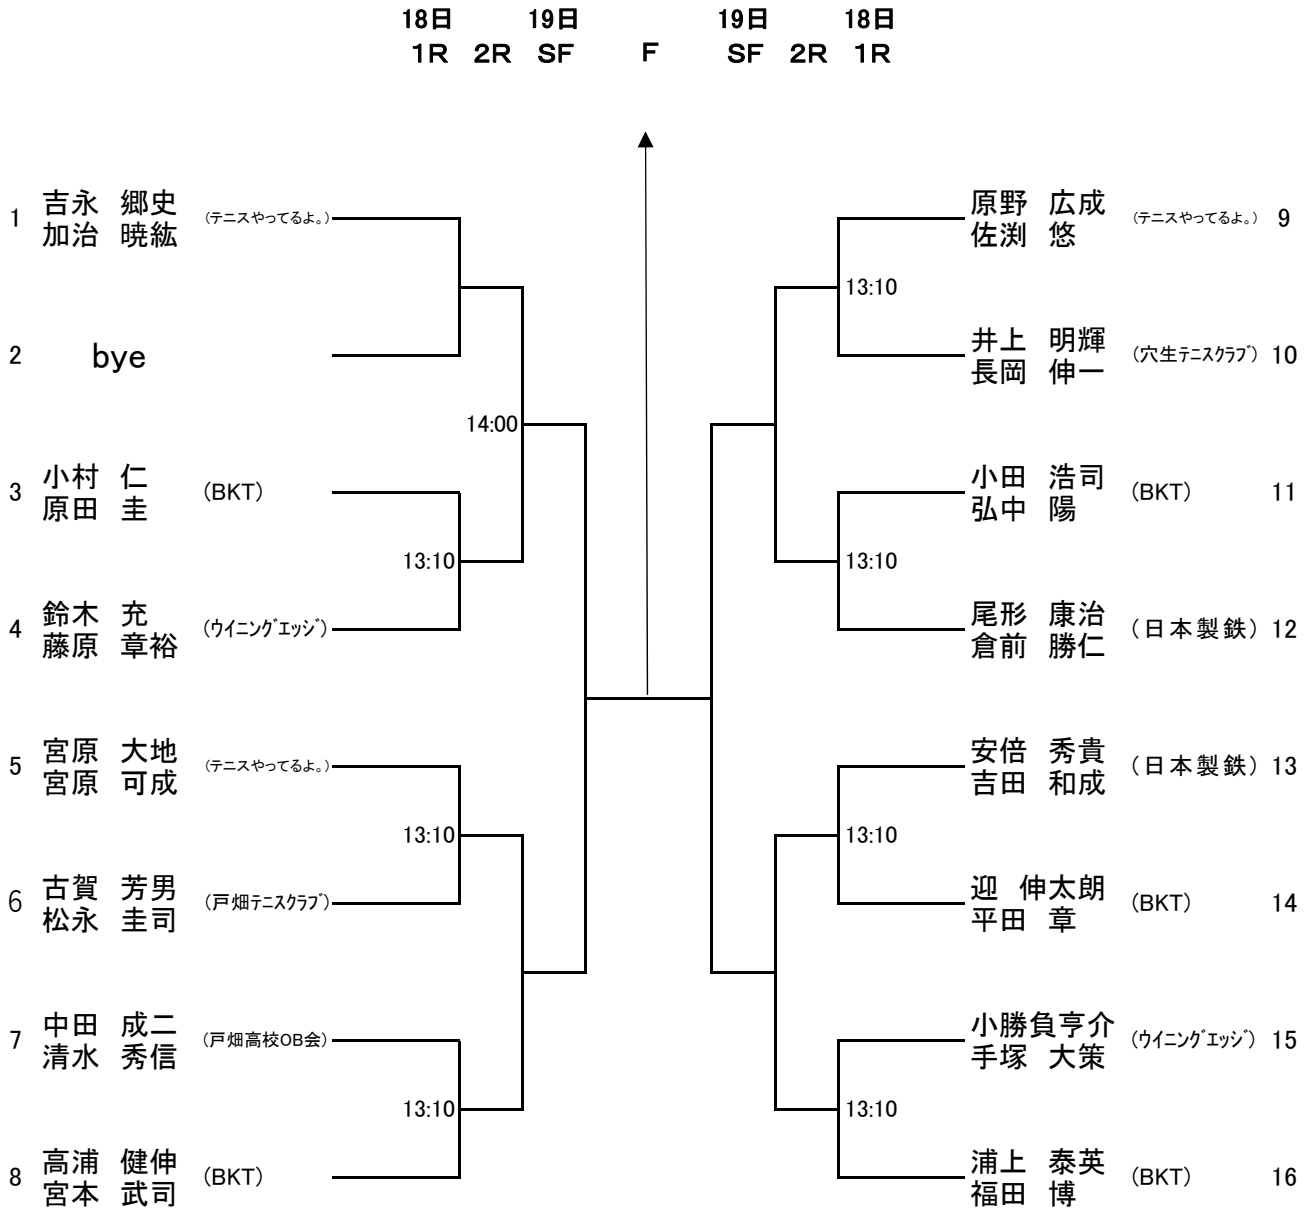 18日 19日 19日 18日
1R 2R SF F SF 2R 1R
1 吉永 郷史 (テニスやってるよ。)
加治 暁紘
2 bye
14:00
3 小村 仁 (BKT)
原田 圭
13:10
4 鈴木 充 (ウイニングエッジ)
藤原 章裕
5 宮原 大地 (テニスやってるよ。)
宮原 可成
13:10
6 古賀 芳男 (戸畑テニスクラブ)
松永 圭司
7 中田 成二 (戸畑高校OB会)
清水 秀信
13:10
8 高浦 健伸 (BKT)
宮本 武司
原野 広成 (テニスやってるよ。) 9
佐渕 悠
13:10
井上 明輝 (穴生テニスクラブ) 10
長岡 伸一
小田 浩司 (BKT) 11
弘中 陽
13:10
尾形 康治 (日本製鉄) 12
倉前 勝仁
安倍 秀貴 (日本製鉄) 13
吉田 和成
13:10
迎 伸太朗 (BKT) 14
平田 章
小勝負亨介 (ウイニングエッジ) 15
手塚 大策
13:10
浦上 泰英 (BKT) 16
福田 博